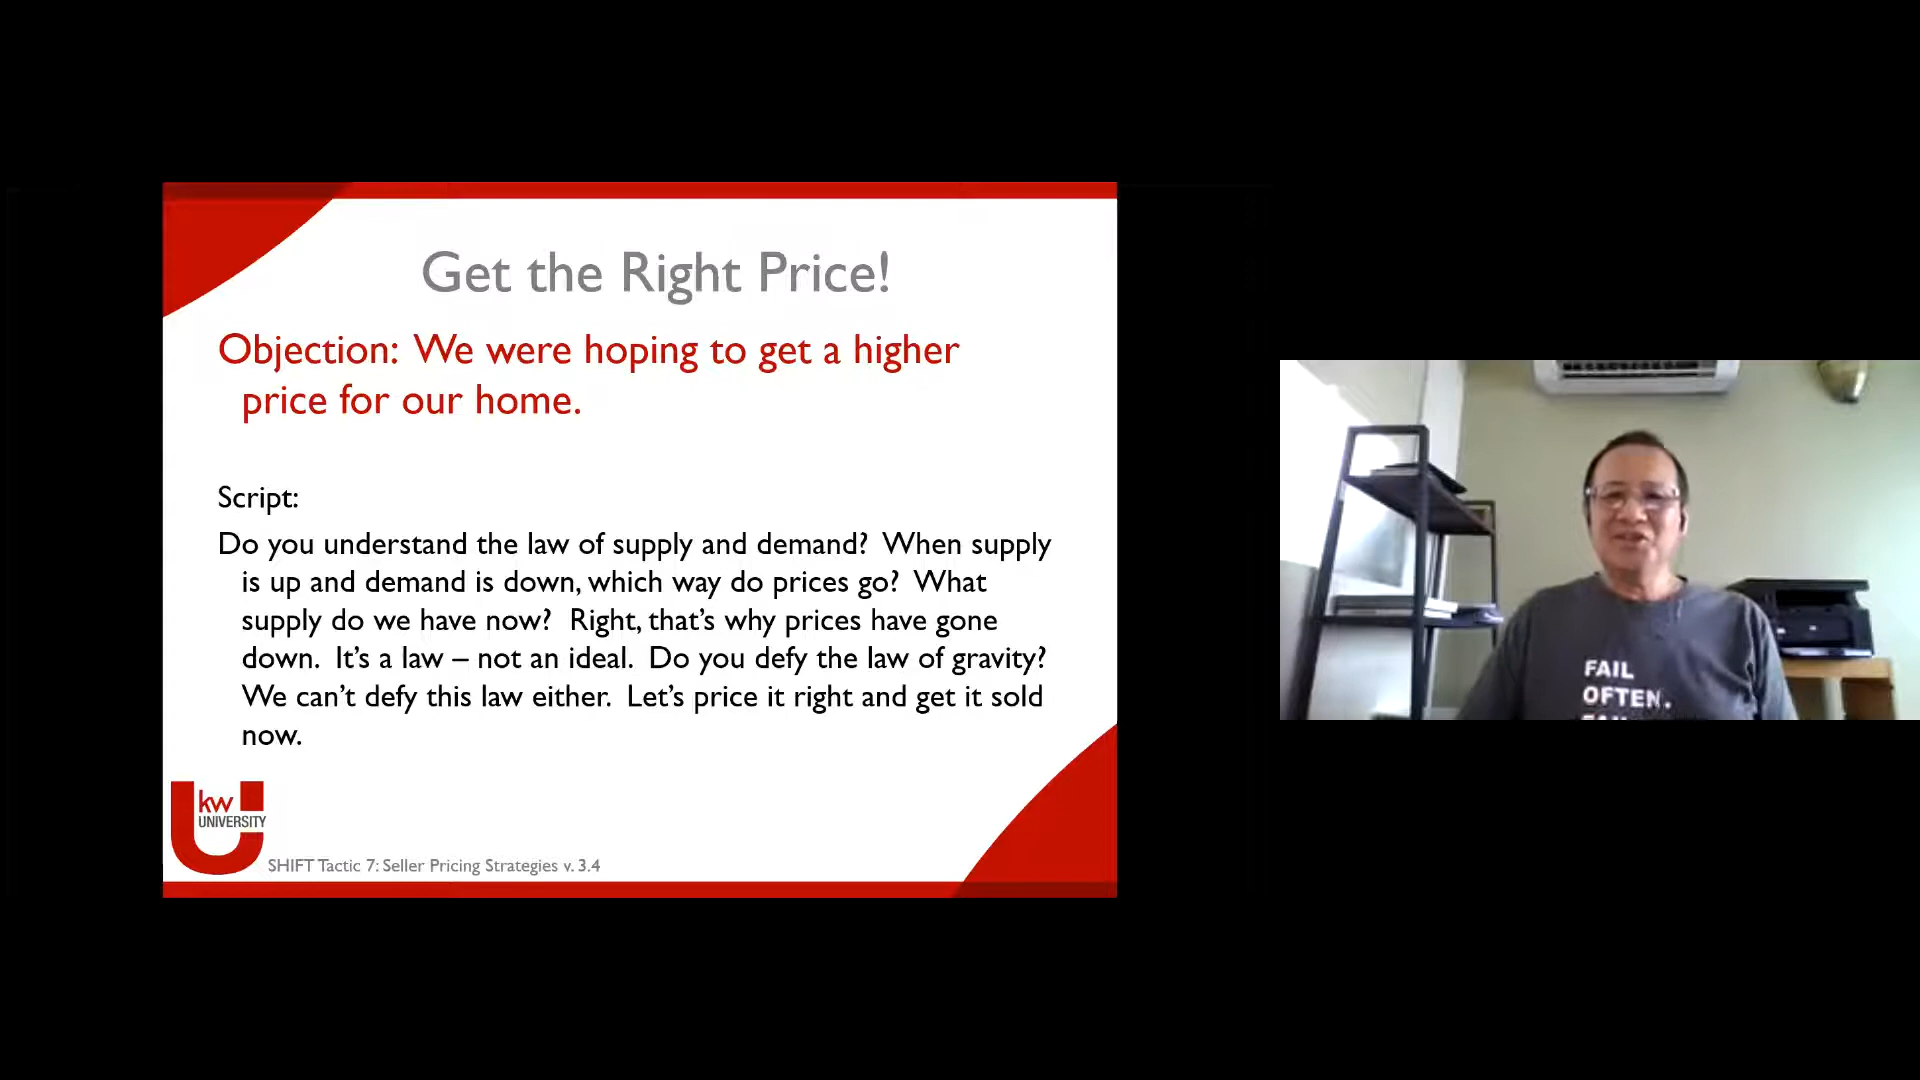 Get the Right Price!
Objection: We were hoping to get a higher
price for our home.
Script:
Do you understand the law of supply and demand? When supply
is up and demand is down, which way do prices go? What
supply do we have now? Right, that's why prices have gone
down. It's a law – not an ideal. Do you defy the law of gravity?
We can't defy this law either. Let's price it right and get it sold
now.
kw
UNIVERSITY
SHIFT Tactic 7: Seller Pricing Strategies v. 3.4
FAIL
OFTEN.